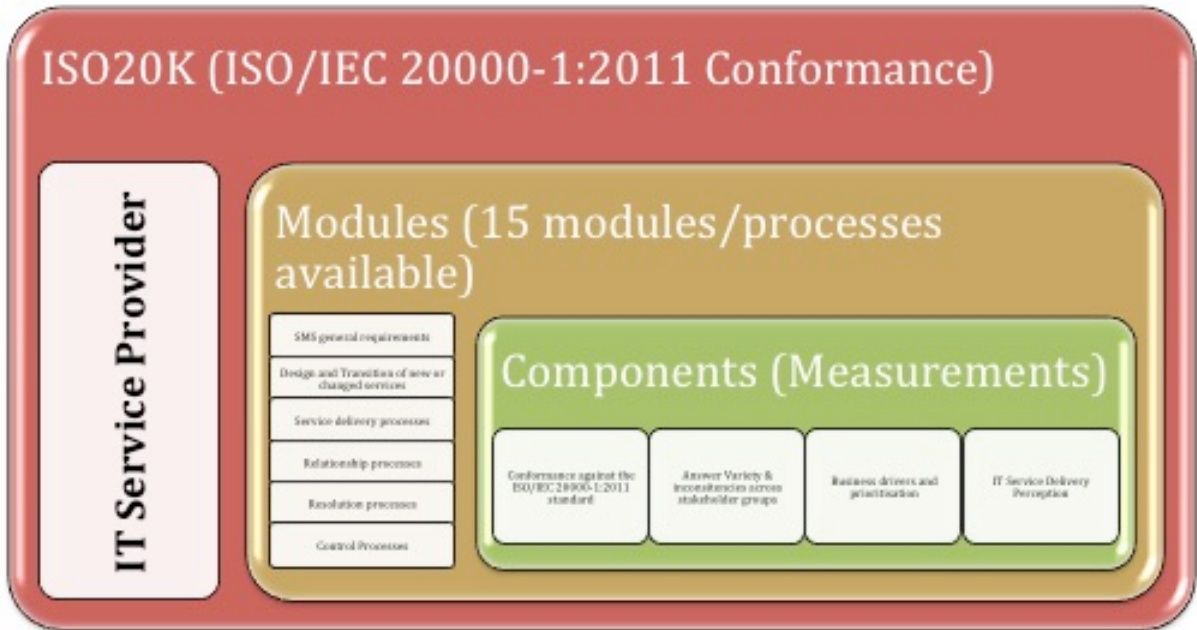 ISO20K (ISO/IEC 20000-1:2011 Conformance)
IT Service Provider
Modules (15 modules/processes
available)
SMS general requirements
Design and Transition of new or
changed services
Service delivery processes
Relationship processes
Resolution processes
Control Processes
Components (Measurements)
Conformance against the
ISO/IEC 20000-1:2011
standard
Answer Variety &
inconsitencies across
stakeholder groups
Business drivers and
prioritisation
IT Service Delivery
Perception